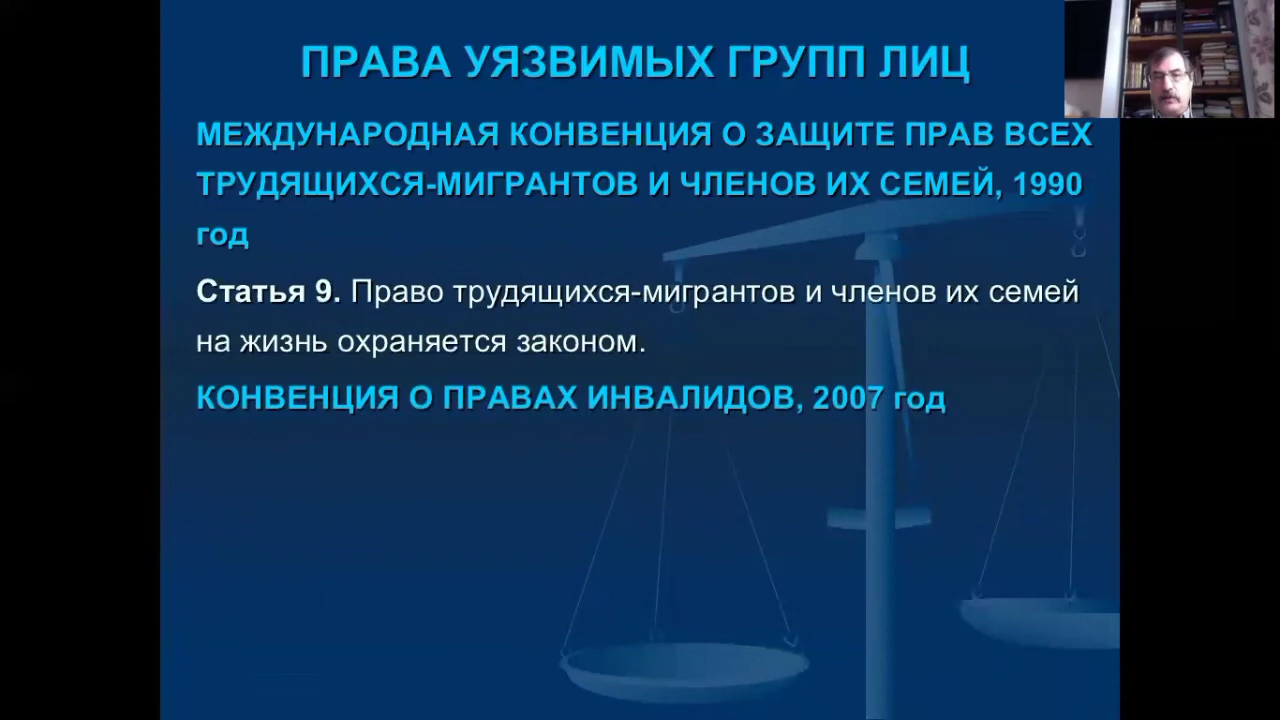 ПРАВА УЯЗВИМЫХ ГРУПП ЛИЦ
МЕЖДУНАРОДНАЯ КОНВЕНЦИЯ О ЗАЩИТЕ ПРАВ ВСЕХ
ТРУДЯЩИХСЯ-МИГРАНТОВ И ЧЛЕНОВ ИХ СЕМЕЙ, 1990
год
Статья 9. Право трудящихся-мигрантов и членов их семей
на жизнь охраняется законом.
КОНВЕНЦИЯ О ПРАВАХ ИНВАЛИДОВ, 2007 год